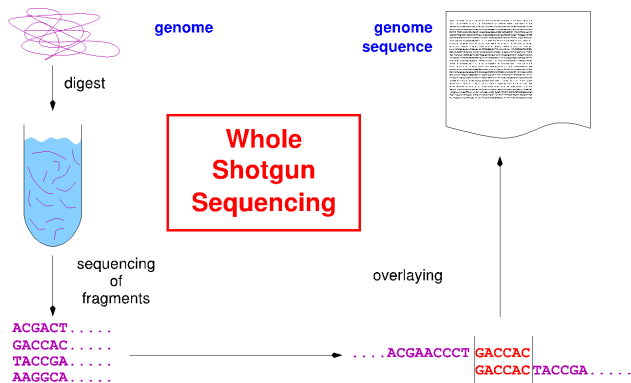 genome
genome
sequence
digest
Whole
Shotgun
Sequencing
sequencing
of
fragments
overlaying
ACGACT.....
GACCAC.....
TACCGA.....
AAGGCA.....
....ACGAACCCT GACCAC
GACCAC TACCGA.....